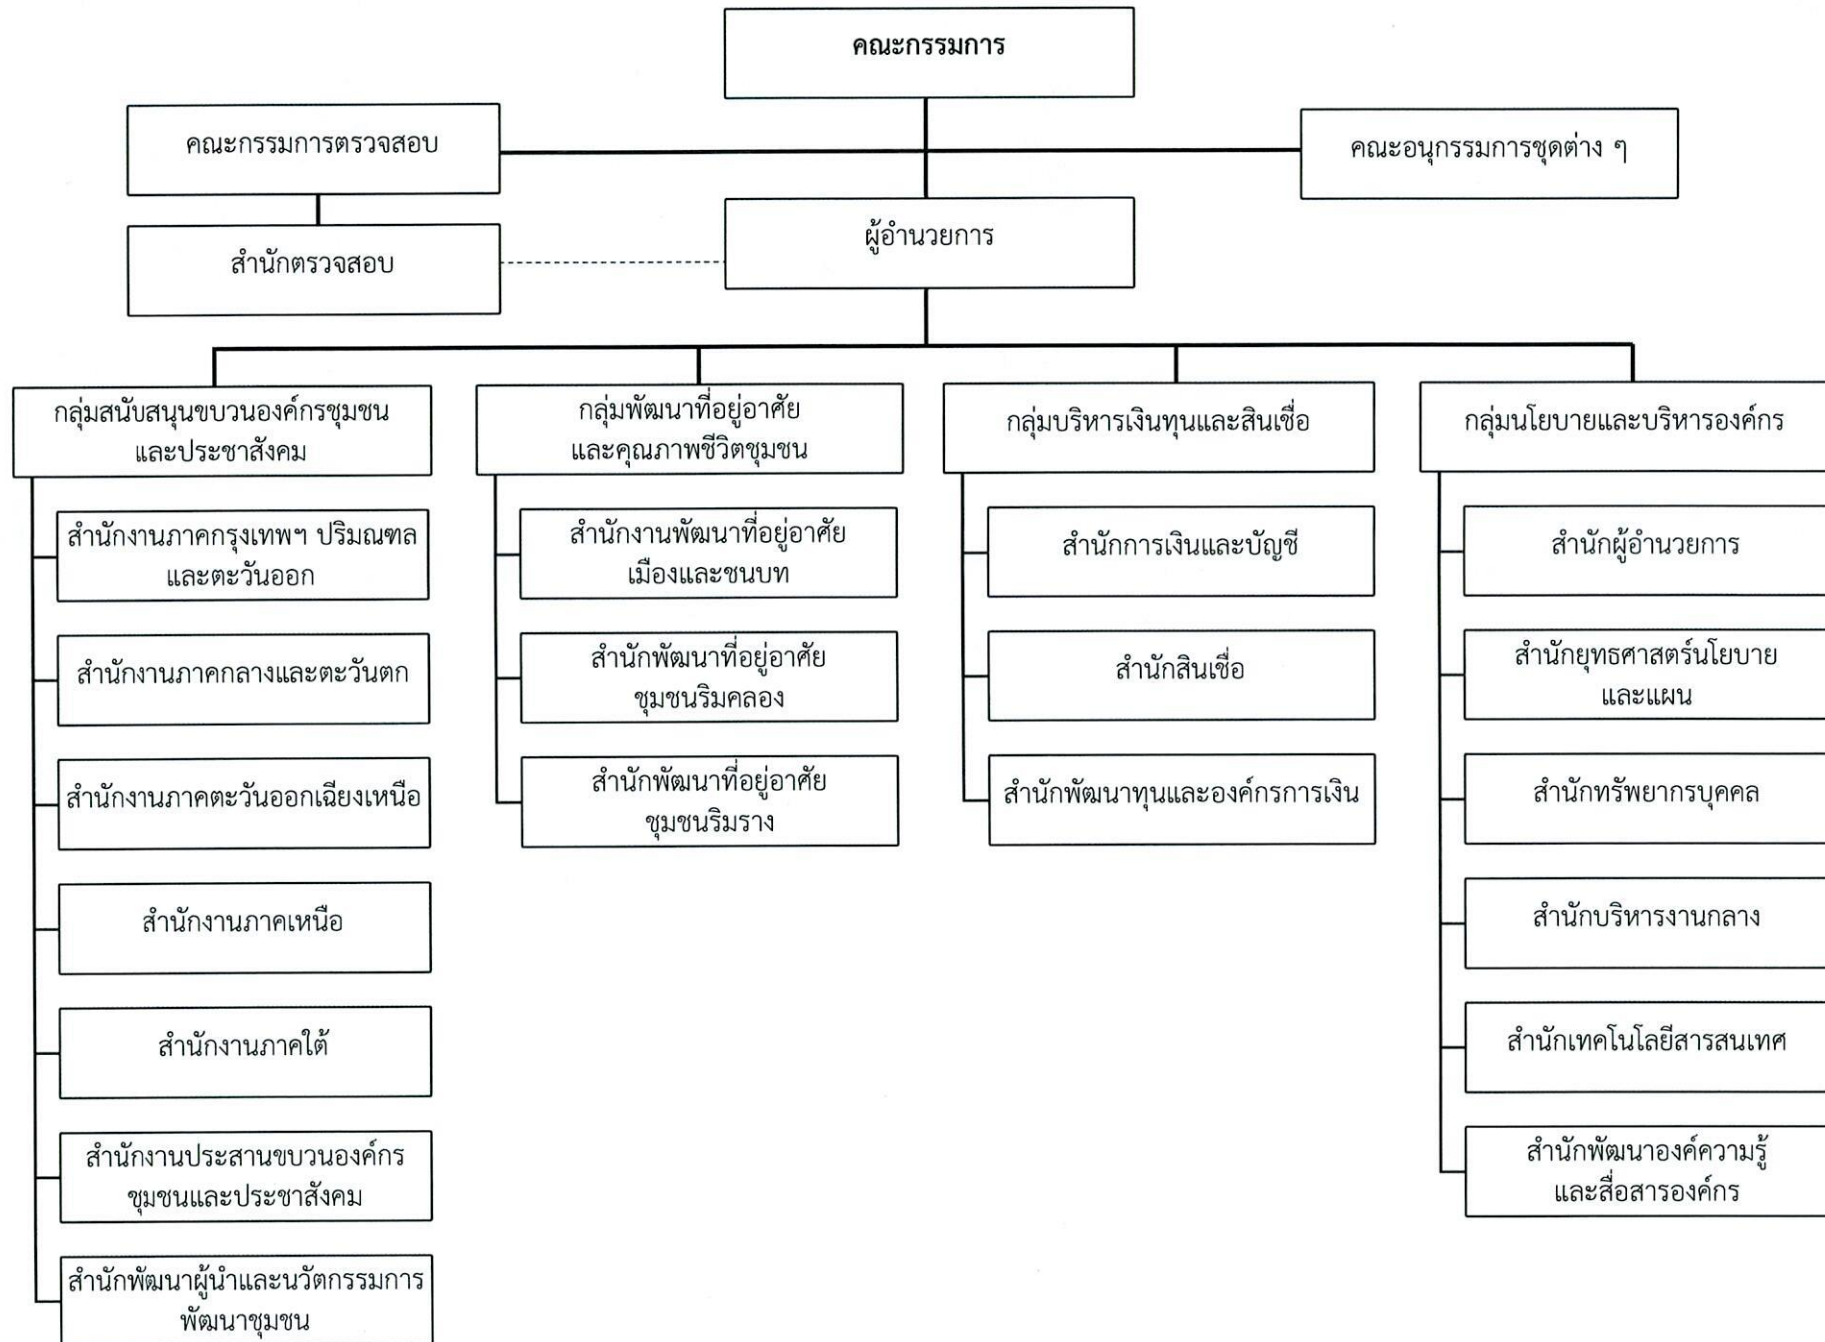 คณะกรรมการ
คณะกรรมการตรวจสอบ
คณะอนุกรรมการชุดต่าง ๆ
ผู้อำนวยการ
สำนักตรวจสอบ
กลุ่มสนับสนุนขบวนองค์กรชุมชน
และประชาสังคม
สำนักงานภาคกรุงเทพฯ ปริมณฑล
และตะวันออก
สำนักงานภาคกลางและตะวันตก
สำนักงานภาคตะวันออกเฉียงเหนือ
สำนักงานภาคเหนือ
สำนักงานภาคใต้
สำนักงานประสานขบวนองค์กร
ชุมชนและประชาสังคม
สำนักพัฒนาผู้นำและนวัตกรรมการ
พัฒนาชุมชน
กลุ่มพัฒนาที่อยู่อาศัย
และคุณภาพชีวิตชุมชน
สำนักงานพัฒนาที่อยู่อาศัย
เมืองและชนบท
สำนักพัฒนาที่อยู่อาศัย
ชุมชนริมคลอง
สำนักพัฒนาที่อยู่อาศัย
ชุมชนริมราง
กลุ่มบริหารเงินทุนและสินเชื่อ
สำนักการเงินและบัญชี
สำนักสินเชื่อ
สำนักพัฒนาทุนและองค์กรการเงิน
กลุ่มนโยบายและบริหารองค์กร
สำนักผู้อำนวยการ
สำนักยุทธศาสตร์นโยบาย
และแผน
สำนักทรัพยากรบุคคล
สำนักบริหารงานกลาง
สำนักเทคโนโลยีสารสนเทศ
สำนักพัฒนาองค์ความรู้
และสื่อสารองค์กร